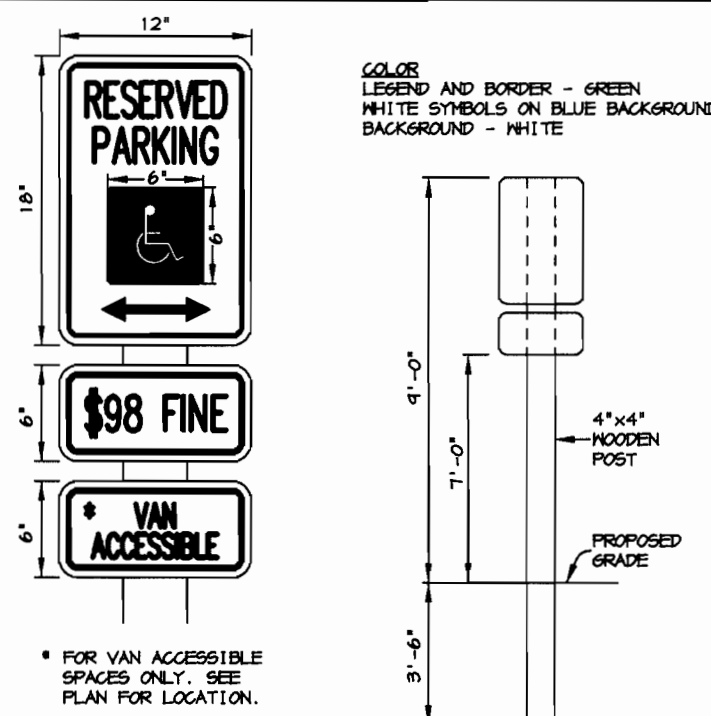 12"
COLOR
LEGEND AND BORDER - GREEN
WHITE SYMBOLS ON BLUE BACKGROUND
BACKGROUND - WHITE
18"
RESERVED
PARKING
6"
6"
6"
$98 FINE
6"
* VAN
ACCESSIBLE
* FOR VAN ACCESSIBLE
SPACES ONLY. SEE
PLAN FOR LOCATION.
9'-0"
7'-0"
4"x4"
WOODEN
POST
PROPOSED
GRADE
3'-6"